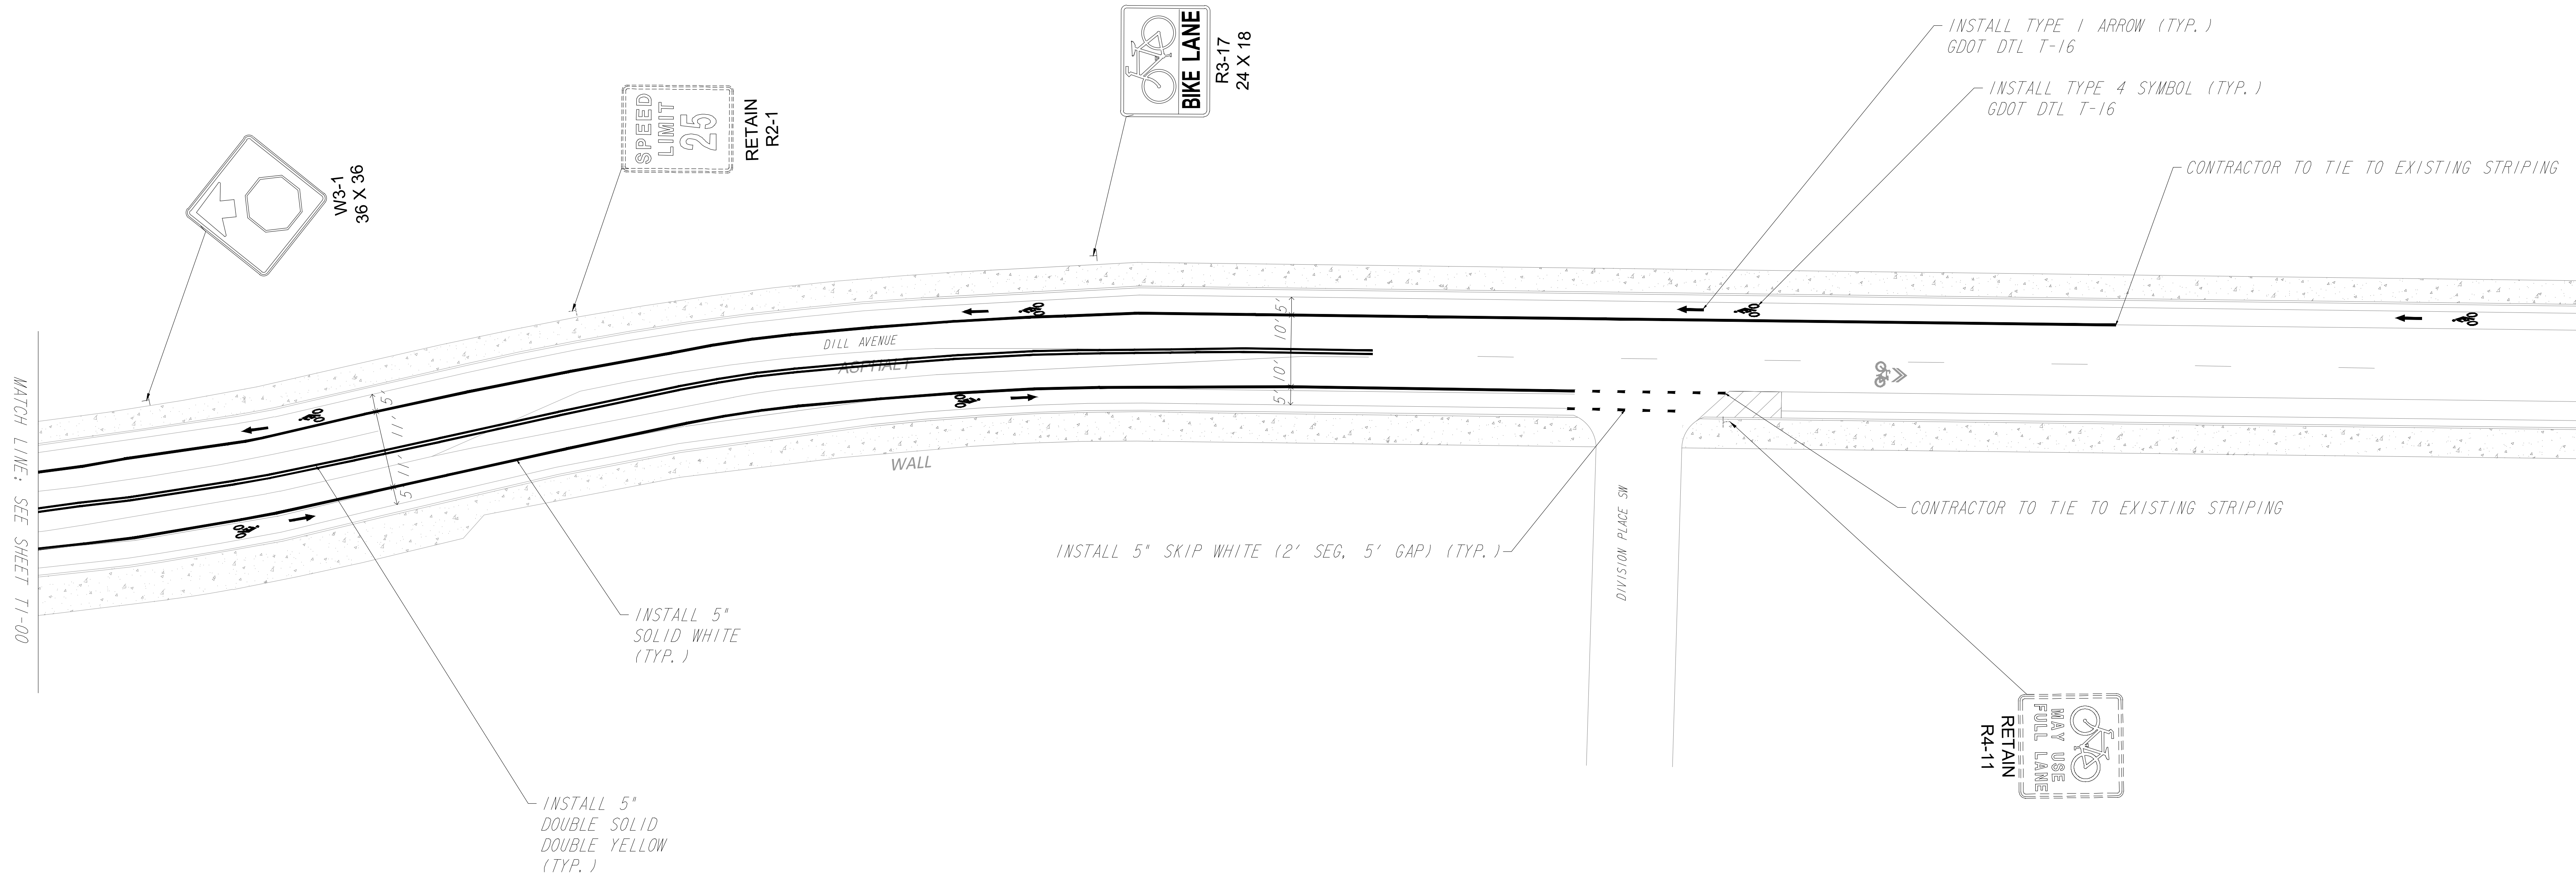 INSTALL TYPE 1 ARROW (TYP.)
GDOT DTL T-16
INSTALL TYPE 4 SYMBOL (TYP.)
GDOT DTL T-16
CONTRACTOR TO TIE TO EXISTING STRIPING
BIKE LANE
R3-17
24 X 18
SPEED
LIMIT
25
RETAIN
R2-1
W3-1
36 X 36
5'
10'
10'
5'
DILL AVENUE
ASPHALT
5'
11'
11'
5'
WALL
MATCH LINE: SEE SHEET T1-00
CONTRACTOR TO TIE TO EXISTING STRIPING
INSTALL 5" SKIP WHITE (2' SEG, 5' GAP) (TYP.)
DIVISION PLACE SW
INSTALL 5"
SOLID WHITE
(TYP.)
MAY USE
FULL LANE
RETAIN
R4-11
INSTALL 5"
DOUBLE SOLID
DOUBLE YELLOW
(TYP.)